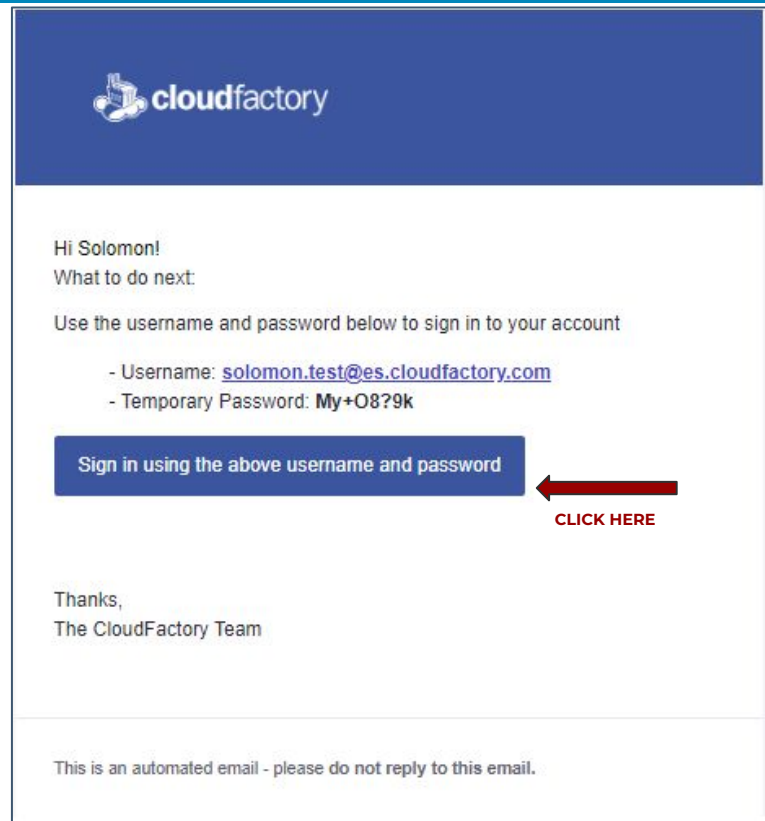 cloudfactory
Hi Solomon!
What to do next:
Use the username and password below to sign in to your account
- Username: solomon.test@es.cloudfactory.com
- Temporary Password: My+O8?9k
Sign in using the above username and password
CLICK HERE
Thanks,
The CloudFactory Team
This is an automated email - please do not reply to this email.